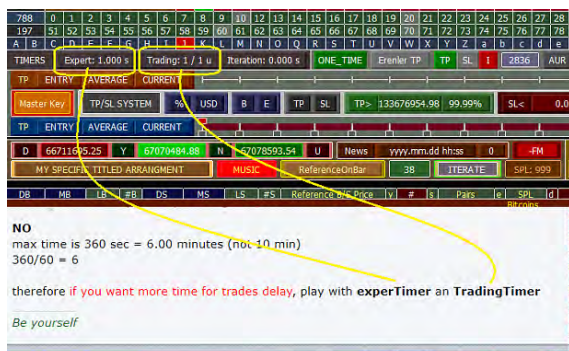 788 0 1 2 3 4 5 6 7 8 9 10 11 12 13 14 15 16 17 18 19 20 21 22 23 24 25 26 27 28
197 51 52 53 54 55 56 57 58 59 60 61 62 63 64 65 66 67 68 69 70 71 72 73 74 75 76 77 78
A B C D E F G H I J K L M N O P Q R S T U V W X Y Z a b c d e
TIMERS Expert: 1.000 s Trading: 1 / 1 u Iteration: 0.000 s ONE_TIME Erenler TP TP SL I 2836 AUR
TP ENTRY AVERAGE CURRENT
Master Key TP/SL SYSTEM % USD B E TP SL TP> 133676954.98 99.99% SL< 0.0
TP ENTRY AVERAGE CURRENT
D 66711605.25 Y 67070484.88 N 67078593.54 U News yyyy.mm.dd hh:ss 0 -FM
MY SPECIFIC TITLED ARRANGMENT MUSIC ReferenceOnBar -38 ITERATE SPL: 999
DB MB LB #B DS MS LS #S Reference B/S Price v # s Pairs e SPL d
Bitcoins
NO
max time is 360 sec = 6.00 minutes (not 10 min)
360/60 = 6
therefore if you want more time for trades delay, play with experTimer an TradingTimer
Be yourself